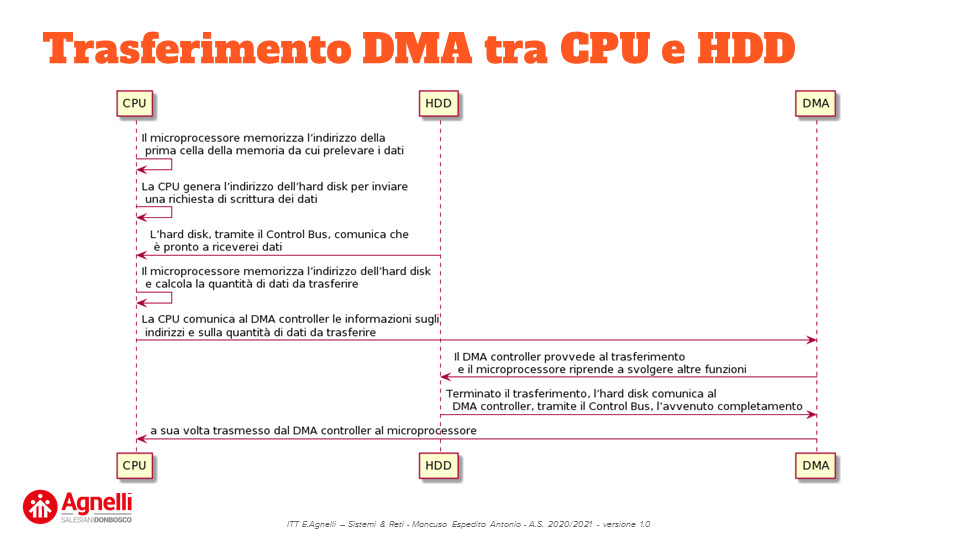 Trasferimento DMA tra CPU e HDD
CPU
HDD
DMA
Il microprocessore memorizza l'indirizzo della
prima cella della memoria da cui prelevare i dati
La CPU genera l'indirizzo dell'hard disk per inviare
una richiesta di scrittura dei dati
L'hard disk, tramite il Control Bus, comunica che
è pronto a riceverei dati
Il microprocessore memorizza l'indirizzo dell'hard disk
e calcola la quantità di dati da trasferire
La CPU comunica al DMA controller le informazioni sugli
indirizzi e sulla quantità di dati da trasferire
Il DMA controller provvede al trasferimento
e il microprocessore riprende a svolgere altre funzioni
Terminato il trasferimento, l'hard disk comunica al
DMA controller, tramite il Control Bus, l'avvenuto completamento
a sua volta trasmesso dal DMA controller al microprocessore
CPU
HDD
DMA
Agnelli
SALESIANIDONBOSCO
ITT E.Agnelli – Sistemi & Reti - Mancuso Espedito Antonio - A.S. 2020/2021 - versione 1.0